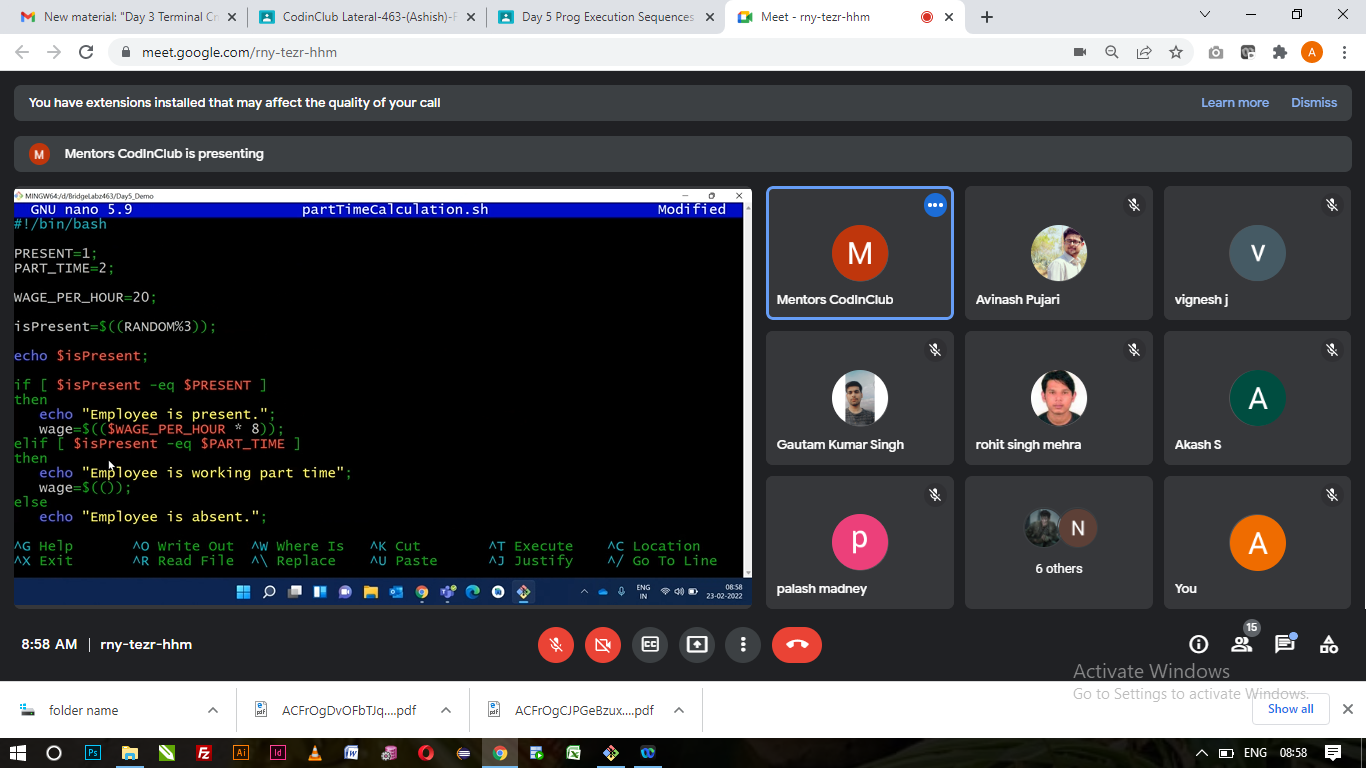 New material: "Day 3 Terminal Cr
CodinClub Lateral-463-(Ashish)-F
Day 5 Prog Execution Sequences
Meet - rny-tezr-hhm
meet.google.com/rny-tezr-hhm
A
You have extensions installed that may affect the quality of your call
Learn more
Dismiss
M
Mentors CodInClub is presenting
MINGW64:/d/BridgeLabz463/Day5_Demo
GNU nano 5.9
partTimeCalculation.sh
Modified
#!/bin/bash
PRESENT=1;
PART_TIME=2;
WAGE_PER_HOUR=20;
isPresent=$((RANDOM%3));
echo $isPresent;
if [ $isPresent -eq $PRESENT ]
then
echo "Employee is present.";
wage=$(($WAGE_PER_HOUR * 8));
elif [ $isPresent -eq $PART_TIME ]
then
echo "Employee is working part time";
wage=$(());
else
echo "Employee is absent.";
^G Help ^O Write Out ^W Where Is ^K Cut ^T Execute ^C Location
^X Exit ^R Read File ^\ Replace ^U Paste ^J Justify ^/ Go To Line
ENG
IN
08:58
23-02-2022
M
Mentors CodInClub
Avinash Pujari
V
vignesh j
Gautam Kumar Singh
rohit singh mehra
A
Akash S
p
palash madney
N
6 others
A
You
8:58 AM | rny-tezr-hhm
15
Activate Windows
Go to Settings to activate Windows.
folder name
ACFrOgDvOFbTJq....pdf
ACFrOgCJPGeBzux....pdf
Show all
Ps
Fz
Ai
Id
ENG
08:58